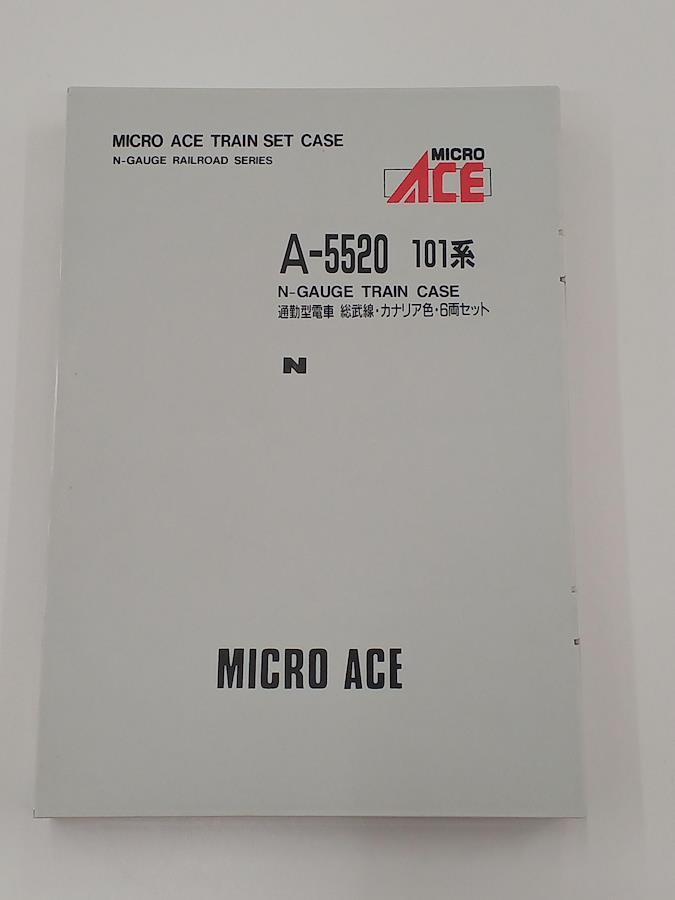 MICRO ACE TRAIN SET CASE
N-GAUGE RAILROAD SERIES
MICRO
ACE
A-5520 101系
N-GAUGE TRAIN CASE
通勤型電車 総武線・カナリア色・6両セット
N
MICRO ACE